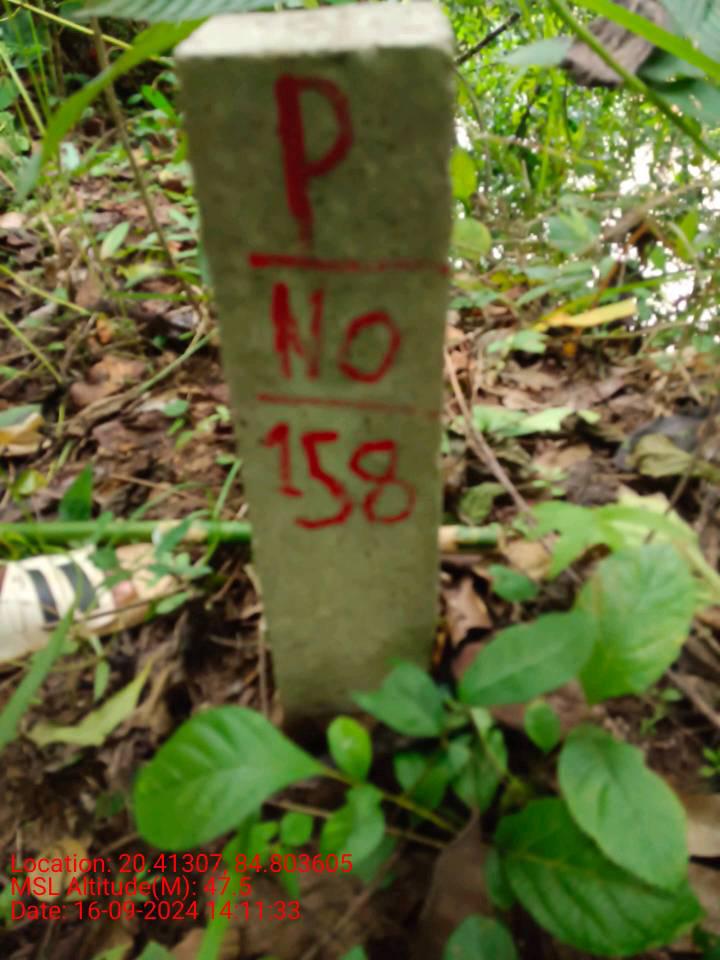 P
No
158
Location: 20.41307, 84.803605
MSL Altitude(M): 47.5
Date: 16-09-2024 14:11:33